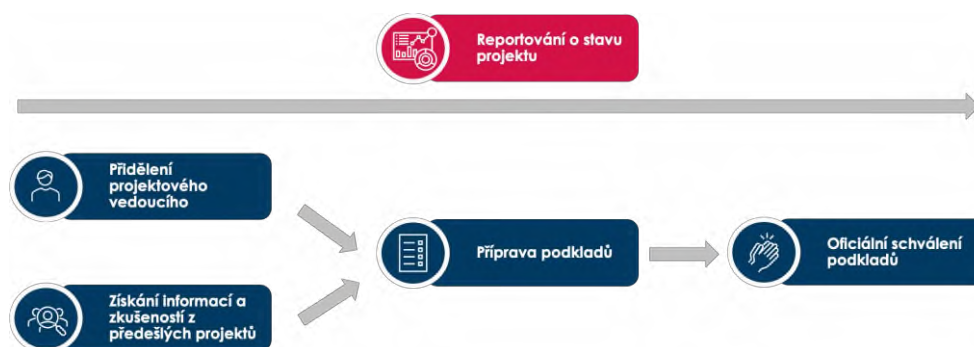 Reportování o stavu
projektu
Přidělení
projektového
vedoucího
Získání informací a
zkušeností z
předešlých projektů
Příprava podkladů
Oficiální schválení
podkladů